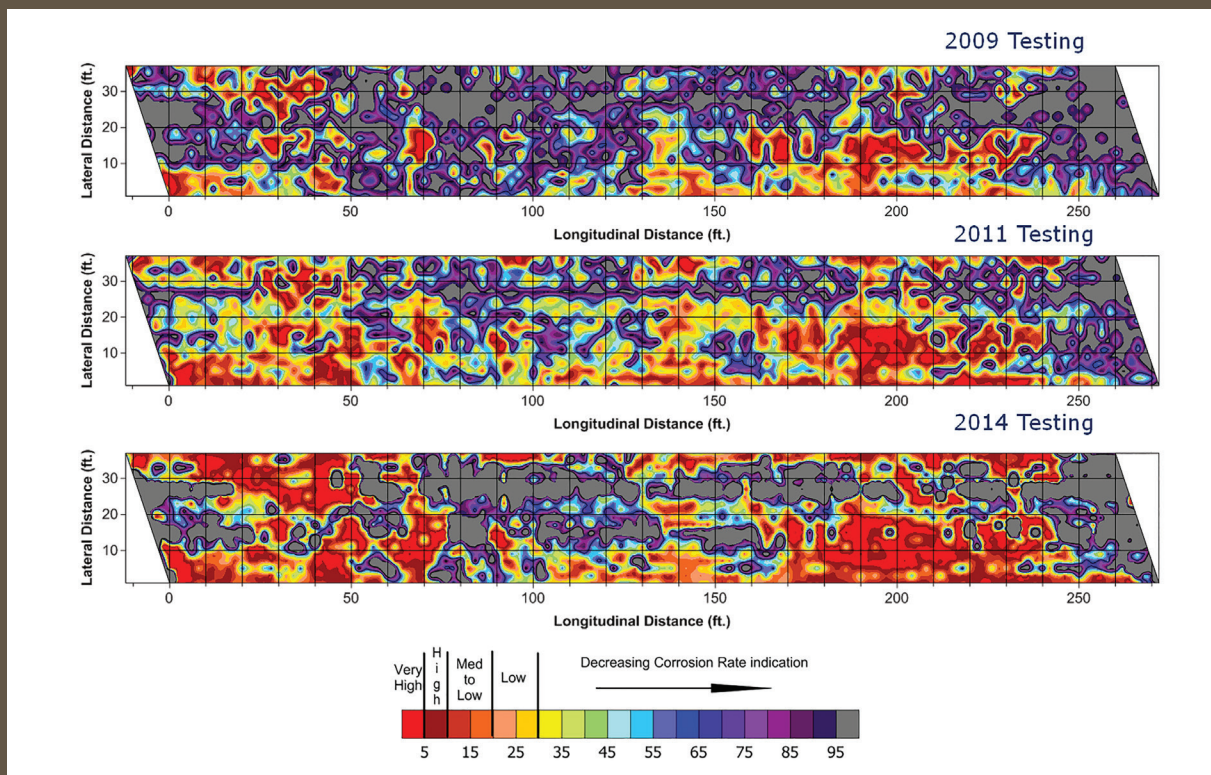 2009 Testing
Lateral Distance (ft.)
30
20
10
0 50 100 150 200 250
Longitudinal Distance (ft.)
2011 Testing
Lateral Distance (ft.)
30
20
10
0 50 100 150 200 250
Longitudinal Distance (ft.)
2014 Testing
Lateral Distance (ft.)
30
20
10
0 50 100 150 200 250
Longitudinal Distance (ft.)
Very High
High
Med to Low
Low
Decreasing Corrosion Rate indication
5 15 25 35 45 55 65 75 85 95